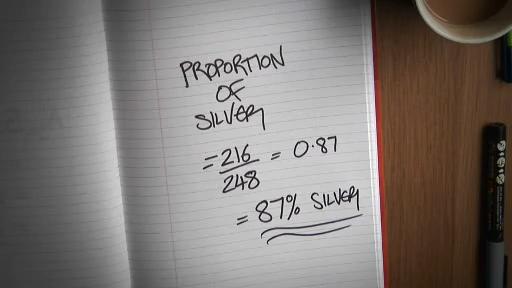 PROPORTION
OF
SILVER
= 216/248 = 0.87
= 87% SILVER